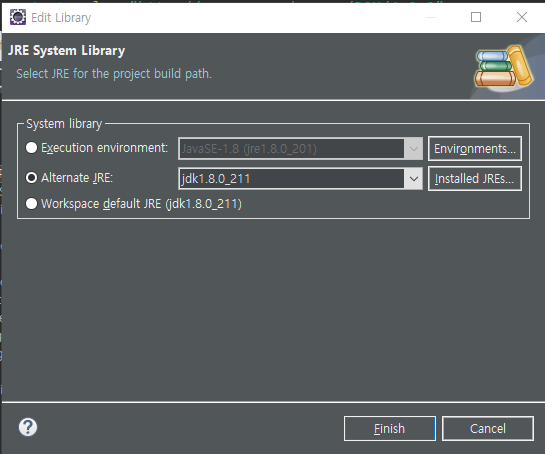 Edit Library
JRE System Library
Select JRE for the project build path.
System library
Execution environment: JavaSE-1.8 (jre1.8.0_201) Environments...
Alternate JRE: jdk1.8.0_211 Installed JREs...
Workspace default JRE (jdk1.8.0_211)
? Finish Cancel